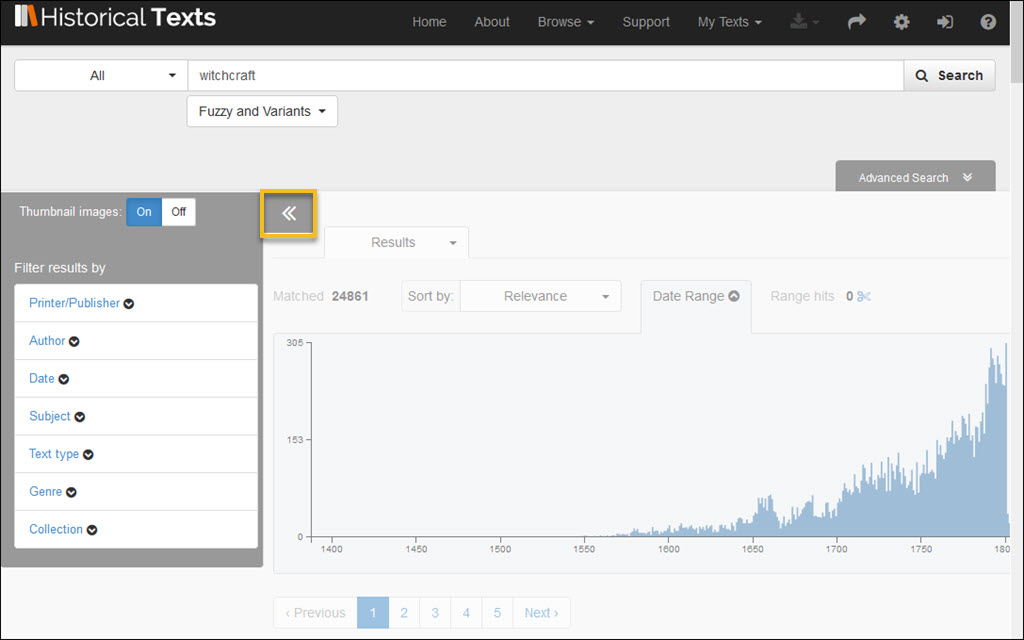 Historical Texts
Home About Browse Support My Texts
All witchcraft Search
Fuzzy and Variants
Advanced Search
Thumbnail images: On Off
Filter results by
Printer/Publisher
Author
Date
Subject
Text type
Genre
Collection
Results
Matched 24861 Sort by: Relevance Date Range Range hits 0
305
153
0
1400 1450 1500 1550 1600 1650 1700 1750 180
‹ Previous 1 2 3 4 5 Next ›